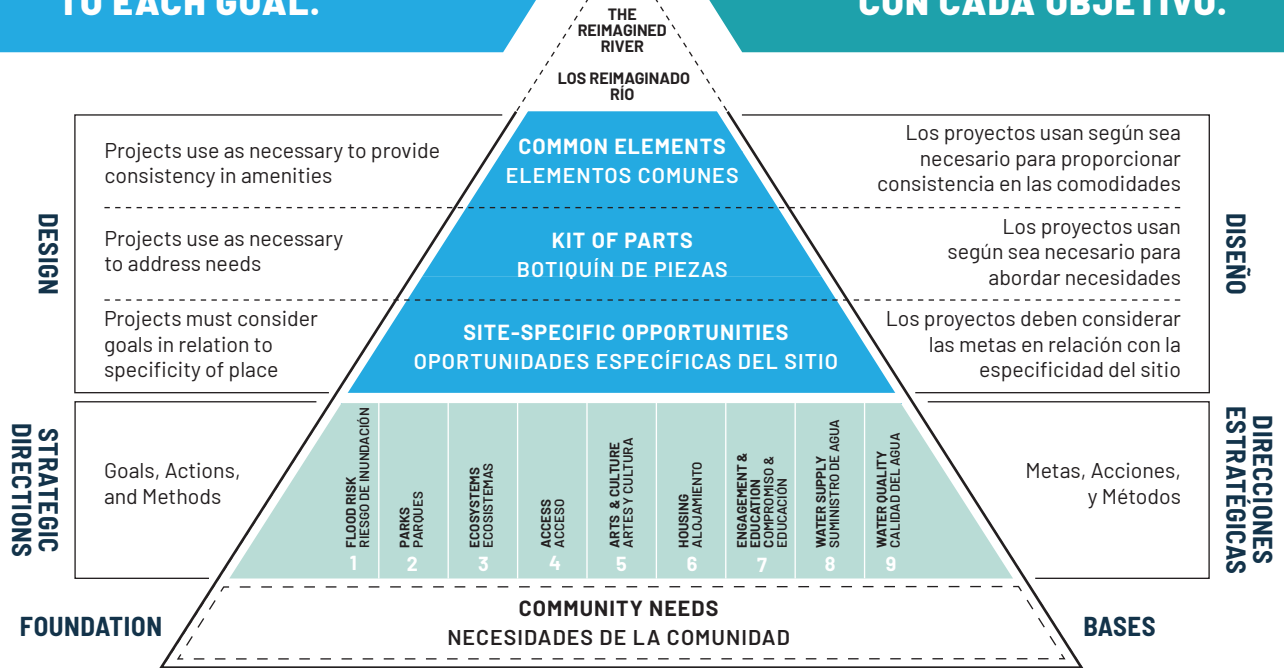 TO EACH GOAL.
CON CADA OBJETIVO.
THE
REIMAGINED
RIVER
LOS REIMAGINADO
RÍO
DESIGN
Projects use as necessary to provide
consistency in amenities
COMMON ELEMENTS
ELEMENTOS COMUNES
Los proyectos usan según sea
necesario para proporcionar
consistencia en las comodidades
Projects use as necessary
to address needs
KIT OF PARTS
BOTIQUÍN DE PIEZAS
Los proyectos usan
según sea necesario para
abordar necesidades
Projects must consider
goals in relation to
specificity of place
SITE-SPECIFIC OPPORTUNITIES
OPORTUNIDADES ESPECÍFICAS DEL SITIO
Los proyectos deben considerar
las metas en relación con la
especificidad del sitio
DISEÑO
STRATEGIC
DIRECTIONS
Goals, Actions,
and Methods
FLOOD RISK
RIESGO DE INUNDACIÓN
1
PARKS
PARQUES
2
ECOSYSTEMS
ECOSISTEMAS
3
ACCESS
ACCESO
4
ARTS & CULTURE
ARTES Y CULTURA
5
HOUSING
ALOJAMIENTO
6
ENGAGEMENT &
EDUCATION
COMPROMISO &
EDUCACIÓN
7
WATER SUPPLY
SUMINISTRO DE AGUA
8
WATER QUALITY
CALIDAD DEL AGUA
9
Metas, Acciones,
y Métodos
DIRECCIONES
ESTRATÉGICAS
FOUNDATION
COMMUNITY NEEDS
NECESIDADES DE LA COMUNIDAD
BASES